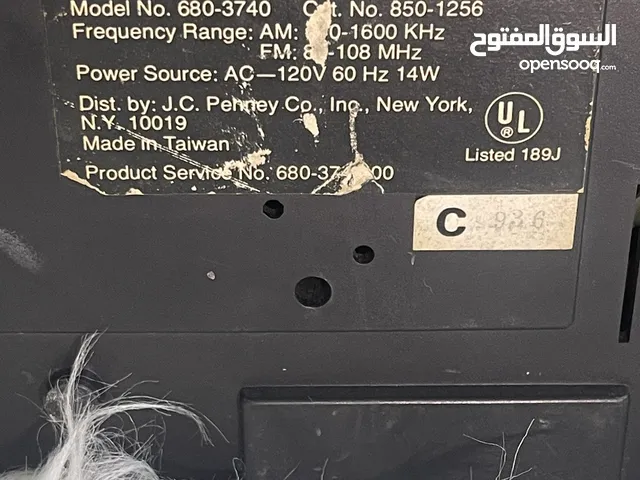 Model No. 680-3740 Cat. No. 850-1256
Frequency Range: AM: -1600 KHz
FM: 8 -108 MHz
Power Source: AC—120V 60 Hz 14W
Dist. by: J.C. Penney Co., Inc., New York,
N.Y. 10019
Made In Taiwan
Product Service No. 680-37 00
UL
®
Listed 189J
C 936
السوق المفتوح
opensooq.com